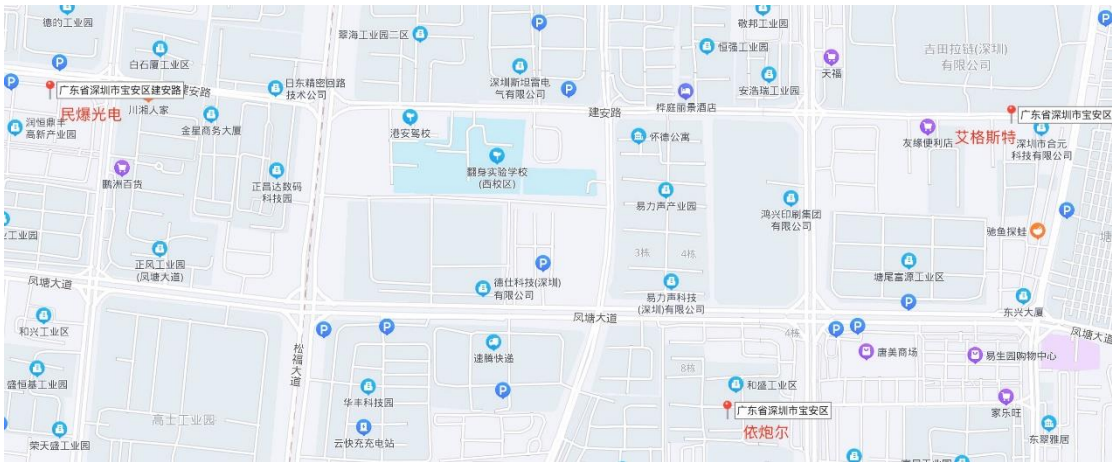 德的工业园
白石厦工业区
翠海工业园二区
敬邦工业园
恒强工业园
吉田拉链(深圳)
有限公司
天福
日东精密回路
技术公司
深圳斯坦雷电
气有限公司
安浩瑞工业园
桦庭丽景酒店
广东省深圳市宝安区建安路
民爆光电
川湘人家
建安路
广东省深圳市宝安区
艾格斯特
润恒鼎丰
高新产业园
金星商务大厦
港安驾校
怀德公寓
友缘便利店
深圳市合元
科技有限公司
鹏洲百货
正昌达数码
科技园
翻身实验学校
(西校区)
易力声产业园
鸿兴印刷集团
有限公司
驰鱼探蛙
塘
工业园
正风工业园
(凤塘大道)
3栋
4栋
塘尾富源工业区
凤塘大道
德仕科技(深圳)
有限公司
易力声科技
(深圳)有限公司
东兴大厦
凤塘大道
凤塘大道
和兴工业区
4栋
松福大道
速腾快递
唐美商场
易生园购物中心
盛恒基工业园
8栋
和盛工业区
华丰科技园
家乐旺
高士工业园
广东省深圳市宝安区
依炮尔
东翠雅居
荣天盛工业园
云快充充电站